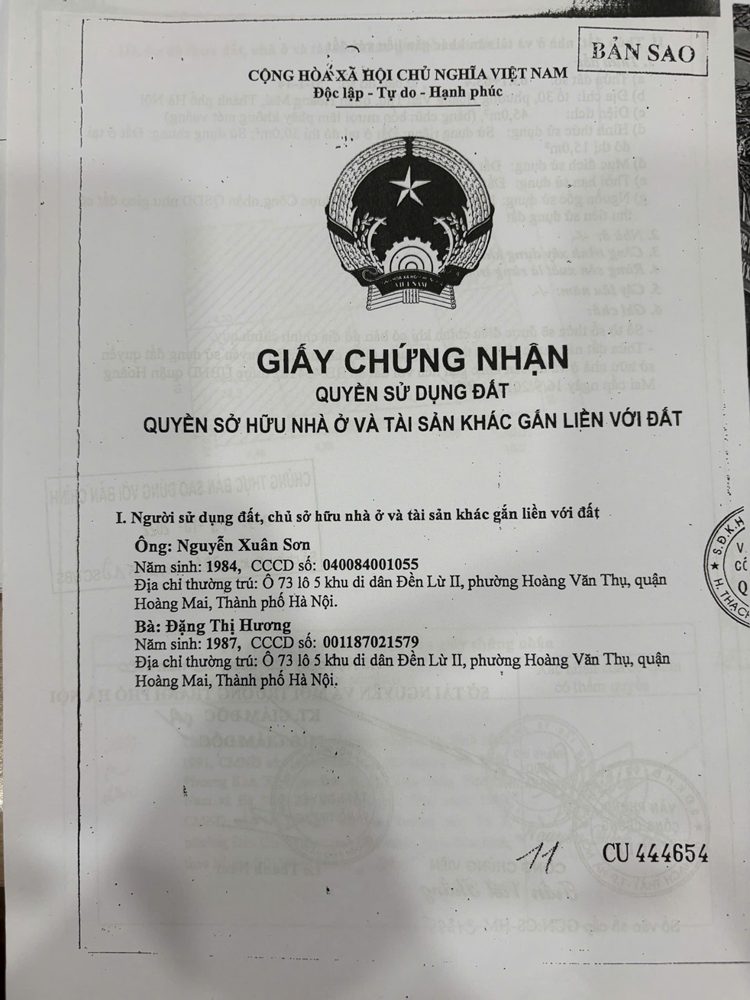 BẢN SAO
CỘNG HÒA XÃ HỘI CHỦ NGHĨA VIỆT NAM
Độc lập - Tự do - Hạnh phúc
VIỆT NAM
GIẤY CHỨNG NHẬN
QUYỀN SỬ DỤNG ĐẤT
QUYỀN SỞ HỮU NHÀ Ở VÀ TÀI SẢN KHÁC GẮN LIỀN VỚI ĐẤT
I. Người sử dụng đất, chủ sở hữu nhà ở và tài sản khác gắn liền với đất
Ông: Nguyễn Xuân Sơn
Năm sinh: 1984, CCCD số: 040084001055
Địa chỉ thường trú: Ô 73 lô 5 khu di dân Đền Lừ II, phường Hoàng Văn Thụ, quận
Hoàng Mai, Thành phố Hà Nội.
Bà: Đặng Thị Hương
Năm sinh: 1987, CCCD số: 001187021579
Địa chỉ thường trú: Ô 73 lô 5 khu di dân Đền Lừ II, phường Hoàng Văn Thụ, quận
Hoàng Mai, Thành phố Hà Nội.
★ S.Đ.K.H
H. THẠCH
11
CU 444654